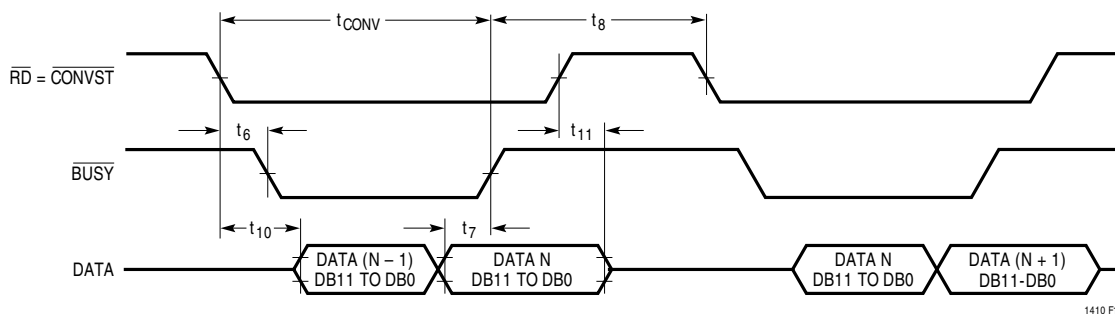 tCONV
t8
RD = CONVST
t6
t11
BUSY
t10
t7
DATA
DATA (N – 1)
DB11 TO DB0
DATA N
DB11 TO DB0
DATA N
DB11 TO DB0
DATA (N + 1)
DB11-DB0